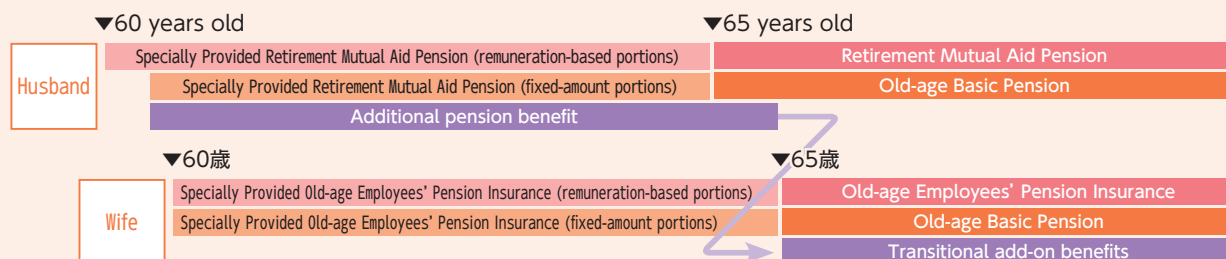 ▼60 years old ▼65 years old
Husband
Specially Provided Retirement Mutual Aid Pension (remuneration-based portions) Retirement Mutual Aid Pension
Specially Provided Retirement Mutual Aid Pension (fixed-amount portions) Old-age Basic Pension
Additional pension benefit
▼60歳 ▼65歳
Wife
Specially Provided Old-age Employees' Pension Insurance (remuneration-based portions) Old-age Employees' Pension Insurance
Specially Provided Old-age Employees' Pension Insurance (fixed-amount portions) Old-age Basic Pension
Transitional add-on benefits